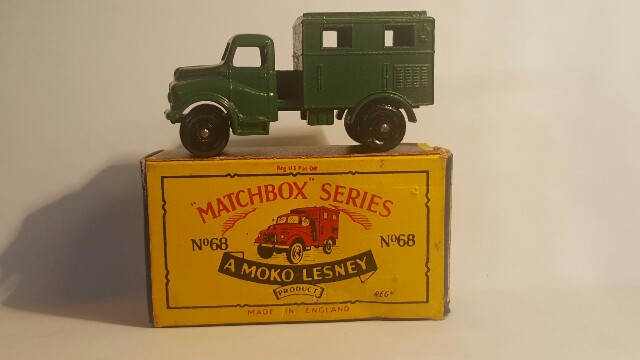 Reg U S Pat Off
"MATCHBOX" SERIES
Nº68 Nº68
A MOKO LESNEY
PRODUCT
REGᴰ
MADE IN ENGLAND